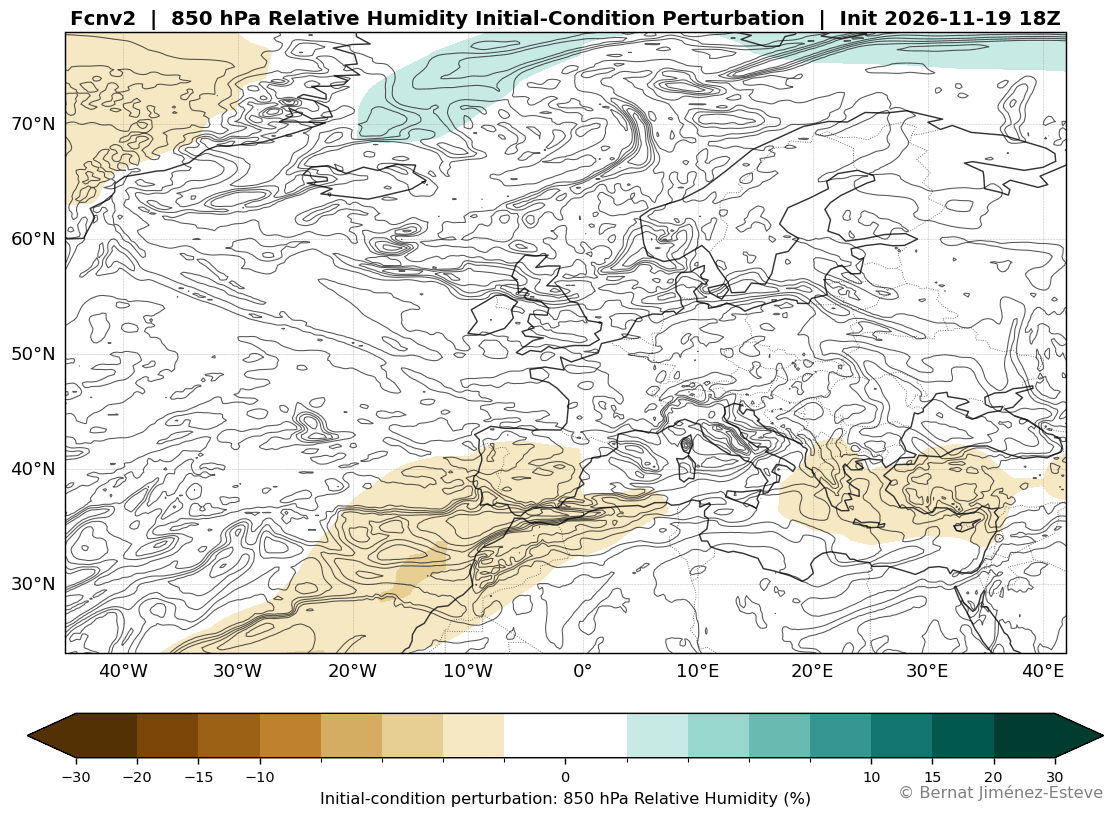 Fcnv2 | 850 hPa Relative Humidity Initial-Condition Perturbation | Init 2026-11-19 18Z
70°N
60°N
50°N
40°N
30°N
40°W 30°W 20°W 10°W 0° 10°E 20°E 30°E 40°E
−30 −20 −15 −10 0 10 15 20 30
Initial-condition perturbation: 850 hPa Relative Humidity (%)
© Bernat Jiménez-Esteve